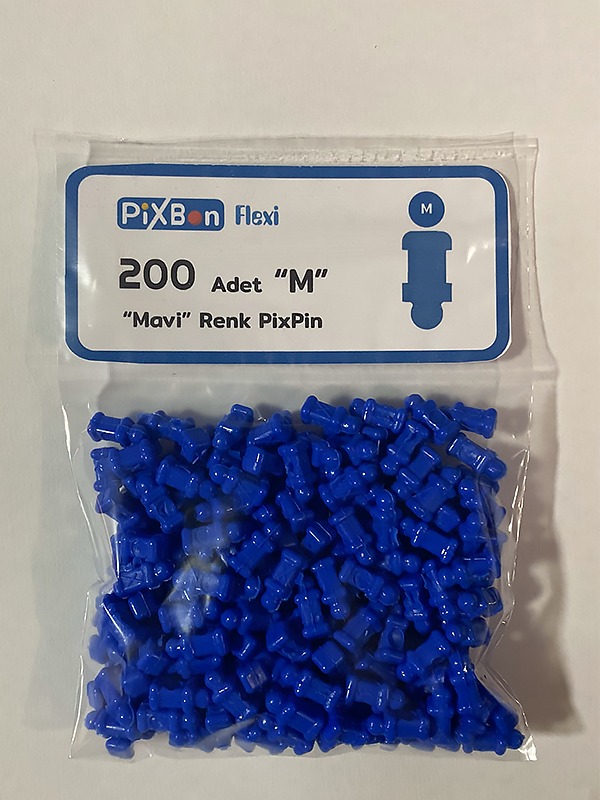 PiXBon Flexi
M
200 Adet “M”
“Mavi” Renk PixPin